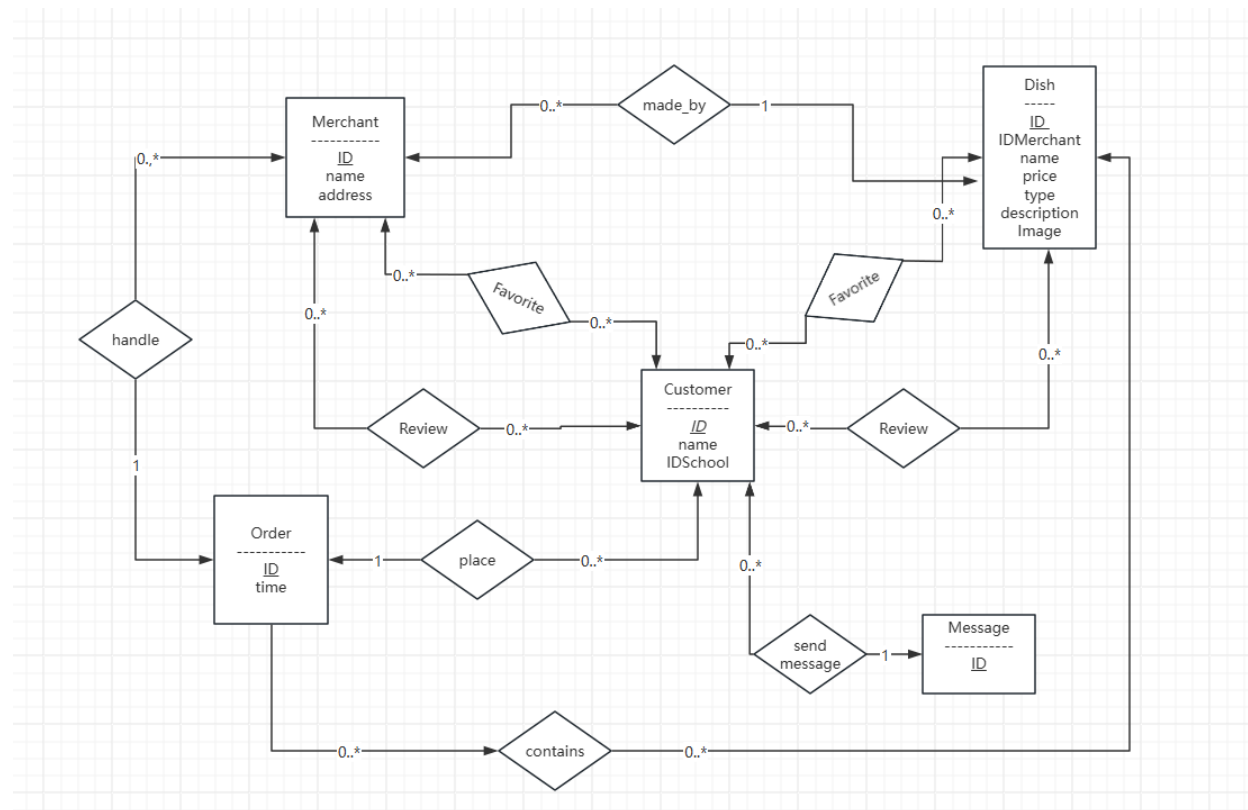 made_by
0..*
1
Merchant
------------
ID
name
address
Dish
-----
ID
IDMerchant
name
price
type
description
Image
0.,*
0..*
0..*
Favorite
0..*
Favorite
0..*
0..*
handle
0..*
Customer
------------
ID
name
IDSchool
Review
0..*
0..*
Review
1
Order
------------
ID
time
1
place
0..*
0..*
send
message
1
Message
------------
ID
0..*
contains
0..*